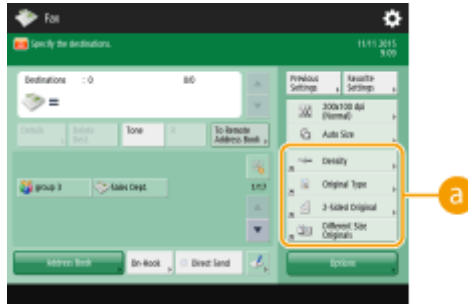 Fax
Specify the destinations.
11/11 2015
9:09
Destinations : 0
0/0
Previous Settings
Favorite Settings
200x100 dpi
(Normal)
Auto Size
Details
Delete Dest.
Tone
R
To Remote
Address Book
Density
Original Type
2-Sided Original
Different Size
Originals
group 3
Sales Dept.
1/13
Address Book
On-Hook
Direct Send
Options
a